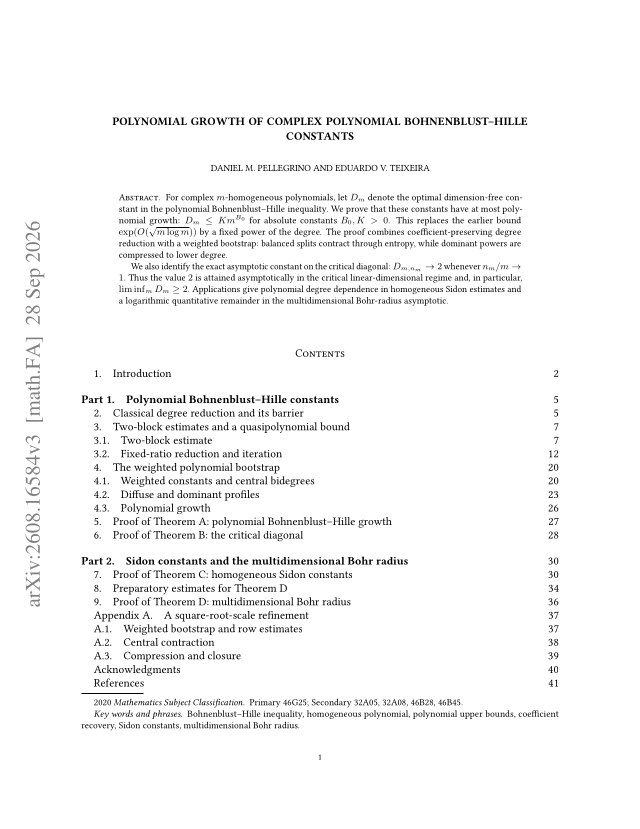 arXiv:2608.16584v3 [math.FA] 28 Sep 2026
POLYNOMIAL GROWTH OF COMPLEX POLYNOMIAL BOHNENBLUST–HILLE
CONSTANTS
DANIEL M. PELLEGRINO AND EDUARDO V. TEIXEIRA
Abstract. For complex m-homogeneous polynomials, let D_m denote the optimal dimension-free con-
stant in the polynomial Bohnenblust–Hille inequality. We prove that these constants have at most poly-
nomial growth: D_m ≤ Km^{B_0} for absolute constants B_0, K > 0. This replaces the earlier bound
exp(O(√(m log m))) by a fixed power of the degree. The proof combines coefficient-preserving degree
reduction with a weighted bootstrap: balanced splits contract through entropy, while dominant powers are
compressed to lower degree.
We also identify the exact asymptotic constant on the critical diagonal: D_{m,n_m} → 2 whenever n_m/m →
1. Thus the value 2 is attained asymptotically in the critical linear-dimensional regime and, in particular,
lim inf_m D_m ≥ 2. Applications give polynomial degree dependence in homogeneous Sidon estimates and
a logarithmic quantitative remainder in the multidimensional Bohr-radius asymptotic.
Contents
1. Introduction 2
Part 1. Polynomial Bohnenblust–Hille constants 5
2. Classical degree reduction and its barrier 5
3. Two-block estimates and a quasipolynomial bound 7
3.1. Two-block estimate 7
3.2. Fixed-ratio reduction and iteration 12
4. The weighted polynomial bootstrap 20
4.1. Weighted constants and central bidegrees 20
4.2. Diffuse and dominant profiles 23
4.3. Polynomial growth 26
5. Proof of Theorem A: polynomial Bohnenblust–Hille growth 27
6. Proof of Theorem B: the critical diagonal 28
Part 2. Sidon constants and the multidimensional Bohr radius 30
7. Proof of Theorem C: homogeneous Sidon constants 30
8. Preparatory estimates for Theorem D 34
9. Proof of Theorem D: multidimensional Bohr radius 36
Appendix A. A square-root-scale refinement 37
A.1. Weighted bootstrap and row estimates 37
A.2. Central contraction 38
A.3. Compression and closure 39
Acknowledgments 40
References 41
2020 Mathematics Subject Classification. Primary 46G25; Secondary 32A05, 32A08, 46B28, 46B45.
Key words and phrases. Bohnenblust–Hille inequality, homogeneous polynomial, polynomial upper bounds, coefficient
recovery, Sidon constants, multidimensional Bohr radius.
1